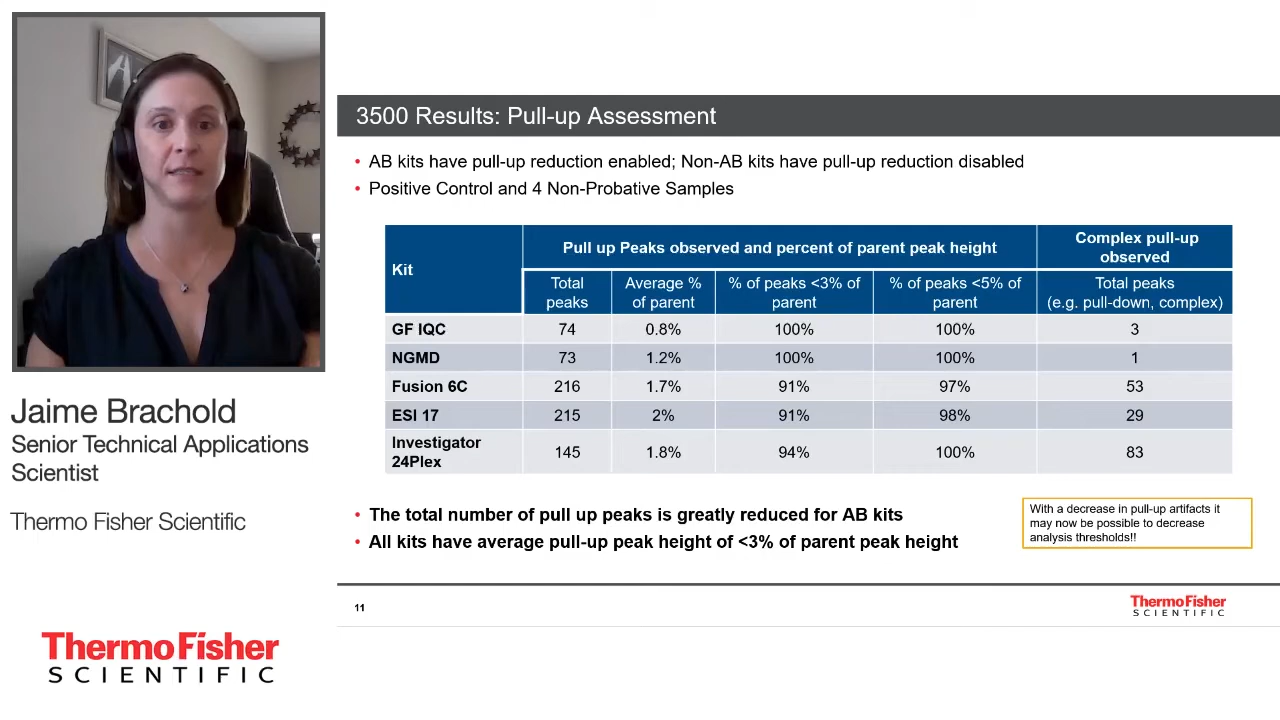 3500 Results: Pull-up Assessment
• AB kits have pull-up reduction enabled; Non-AB kits have pull-up reduction disabled
• Positive Control and 4 Non-Probative Samples
Kit
Pull up Peaks observed and percent of parent peak height
Complex pull-up
observed
Total
peaks
Average %
of parent
% of peaks <3% of
parent
% of peaks <5% of
parent
Total peaks
(e.g. pull-down, complex)
GF IQC 74 0.8% 100% 100% 3
NGMD 73 1.2% 100% 100% 1
Fusion 6C 216 1.7% 91% 97% 53
ESI 17 215 2% 91% 98% 29
Investigator
24Plex 145 1.8% 94% 100% 83
• The total number of pull up peaks is greatly reduced for AB kits
• All kits have average pull-up peak height of <3% of parent peak height
With a decrease in pull-up artifacts it
may now be possible to decrease
analysis thresholds!!
11
ThermoFisher
SCIENTIFIC
Jaime Brachold
Senior Technical Applications
Scientist
Thermo Fisher Scientific
ThermoFisher
SCIENTIFIC